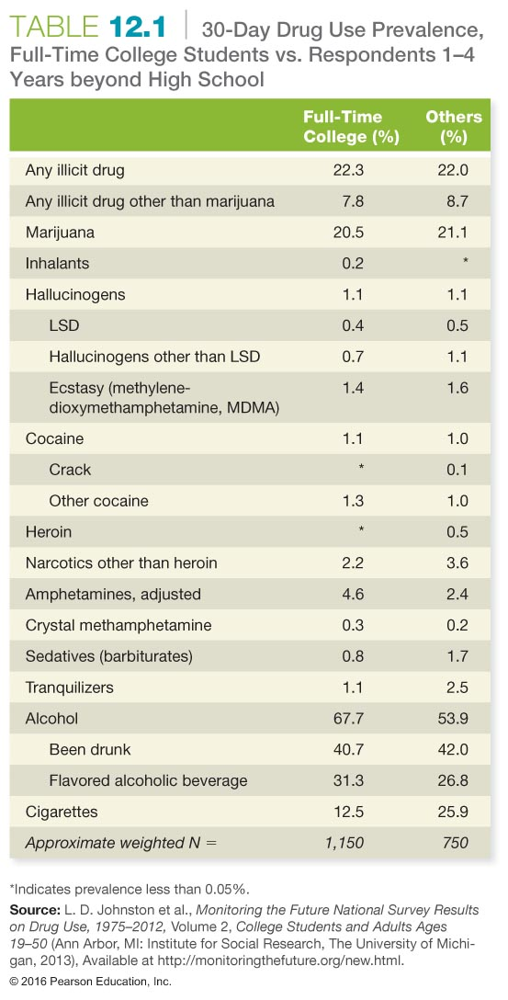 TABLE 12.1 30-Day Drug Use Prevalence,
Full-Time College Students vs. Respondents 1–4
Years beyond High School
Full-Time College (%) Others (%)
Any illicit drug 22.3 22.0
Any illicit drug other than marijuana 7.8 8.7
Marijuana 20.5 21.1
Inhalants 0.2 *
Hallucinogens 1.1 1.1
LSD 0.4 0.5
Hallucinogens other than LSD 0.7 1.1
Ecstasy (methylene- 1.4 1.6
dioxymethamphetamine, MDMA)
Cocaine 1.1 1.0
Crack * 0.1
Other cocaine 1.3 1.0
Heroin * 0.5
Narcotics other than heroin 2.2 3.6
Amphetamines, adjusted 4.6 2.4
Crystal methamphetamine 0.3 0.2
Sedatives (barbiturates) 0.8 1.7
Tranquilizers 1.1 2.5
Alcohol 67.7 53.9
Been drunk 40.7 42.0
Flavored alcoholic beverage 31.3 26.8
Cigarettes 12.5 25.9
Approximate weighted N = 1,150 750
*Indicates prevalence less than 0.05%.
Source: L. D. Johnston et al., Monitoring the Future National Survey Results
on Drug Use, 1975–2012, Volume 2, College Students and Adults Ages
19–50 (Ann Arbor, MI: Institute for Social Research, The University of Michi-
gan, 2013), Available at http://monitoringthefuture.org/new.html.
© 2016 Pearson Education, Inc.